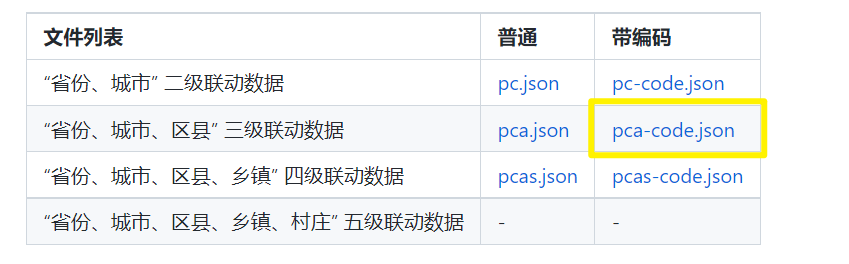 文件列表 普通 带编码
“省份、城市” 二级联动数据 pc.json pc-code.json
“省份、城市、区县” 三级联动数据 pca.json pca-code.json
“省份、城市、区县、乡镇” 四级联动数据 pcas.json pcas-code.json
“省份、城市、区县、乡镇、村庄” 五级联动数据 - -